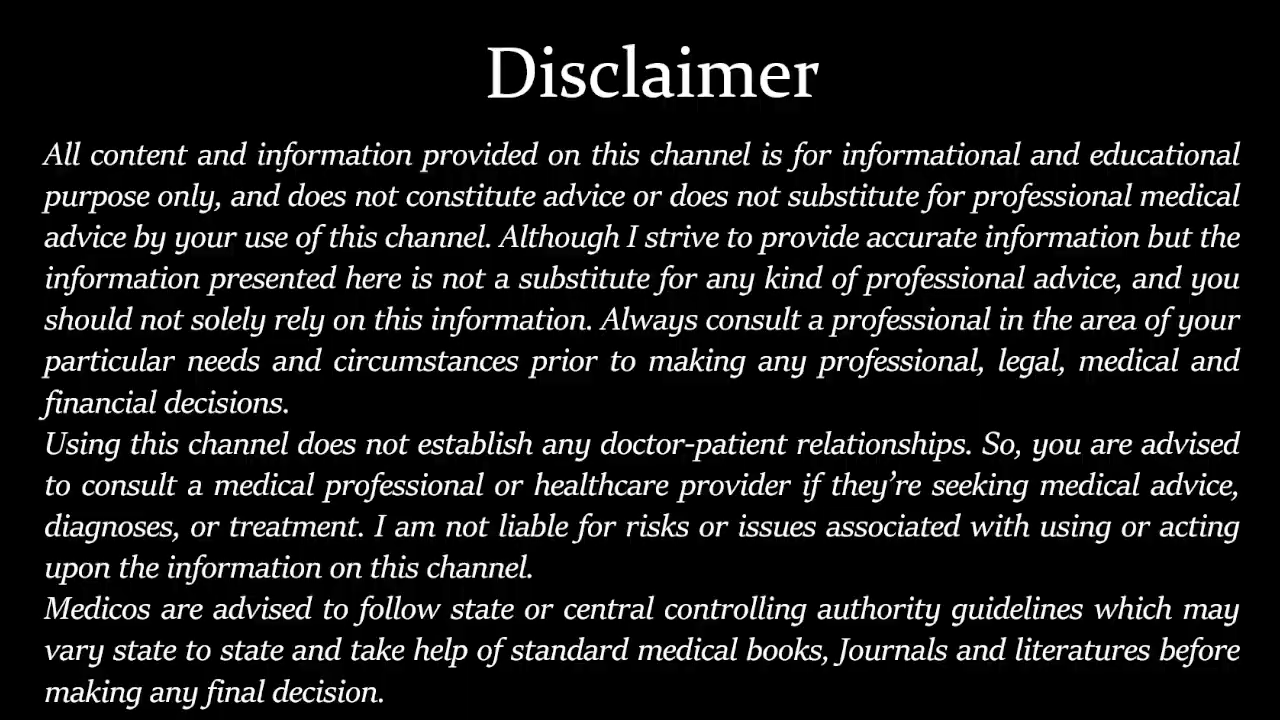 Disclaimer
All content and information provided on this channel is for informational and educational
purpose only, and does not constitute advice or does not substitute for professional medical
advice by your use of this channel. Although I strive to provide accurate information but the
information presented here is not a substitute for any kind of professional advice, and you
should not solely rely on this information. Always consult a professional in the area of your
particular needs and circumstances prior to making any professional, legal, medical and
financial decisions.
Using this channel does not establish any doctor-patient relationships. So, you are advised
to consult a medical professional or healthcare provider if they’re seeking medical advice,
diagnoses, or treatment. I am not liable for risks or issues associated with using or acting
upon the information on this channel.
Medicos are advised to follow state or central controlling authority guidelines which may
vary state to state and take help of standard medical books, Journals and literatures before
making any final decision.